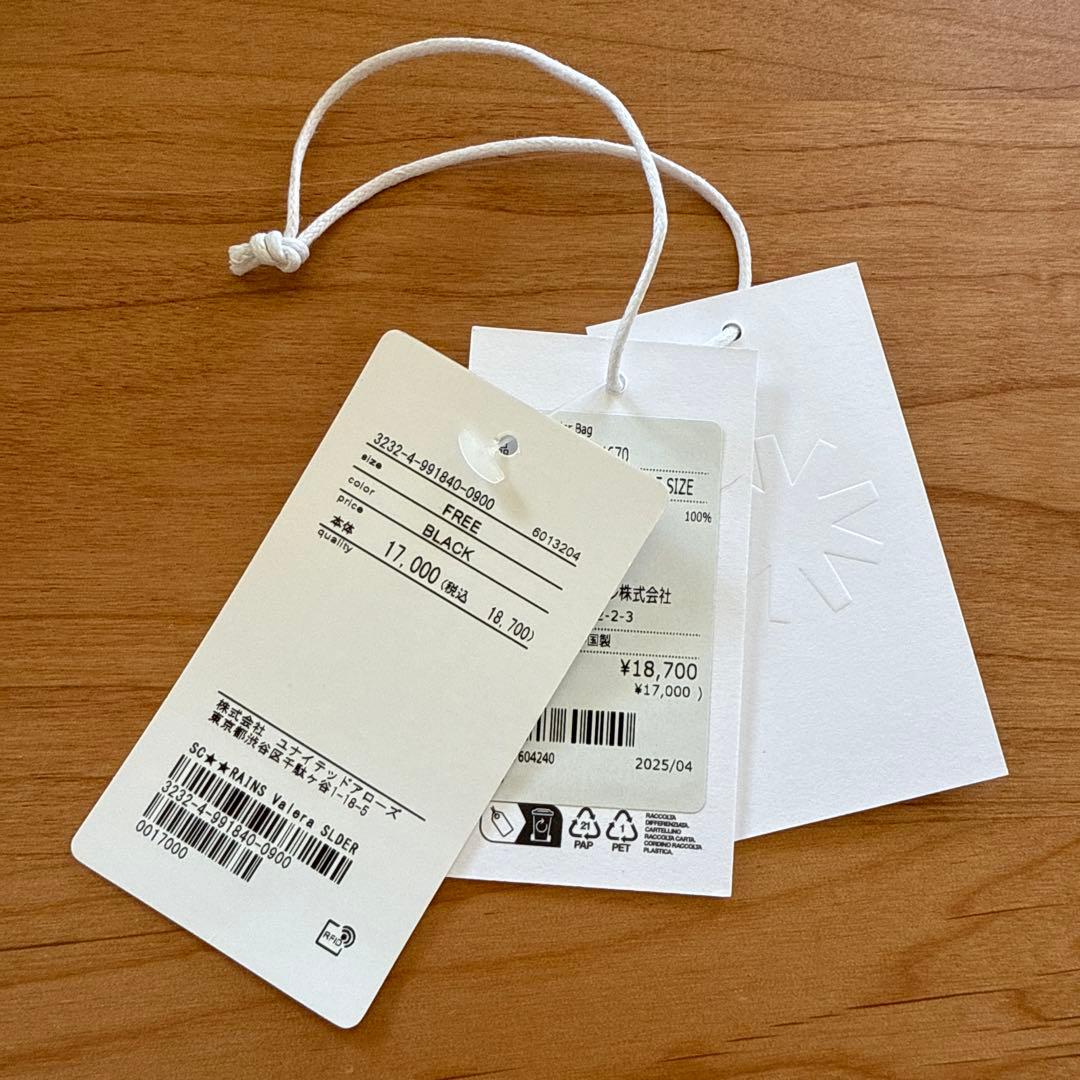 3232-4-991840-0900
6013204
size
FREE
color
BLACK
price
本体 17,000 (税込 18,700)
quality
株式会社 ユナイテッドアローズ
東京都渋谷区千駄ケ谷1-18-5
SC★★RAINS Valera SLDER
3232-4-991840-0900
0017000
RFID
Bag
SIZE
100%
株式会社
2-2-3
国製
¥18,700
¥17,000 )
604240
2025/04
21
PAP
1
PET
RACCOLTA
DIFFERENZIATA.
CARTELLINO
RACCOLTA CARTA.
CORDINO RACCOLTA
PLASTICA.